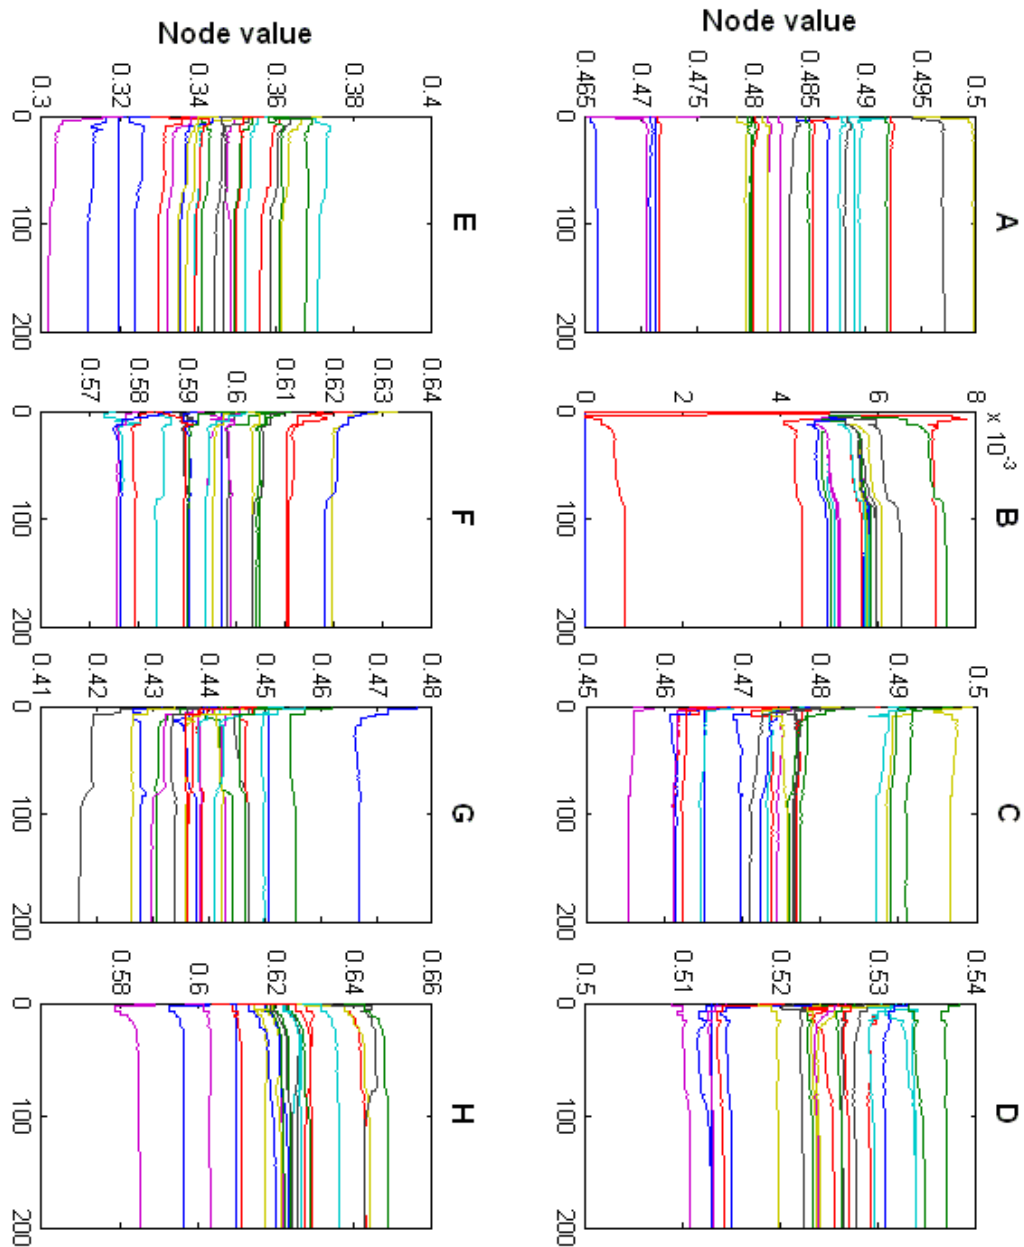 Node value
A
0.5
0.495
0.49
0.485
0.48
0.475
0.47
0.465
0 100 200
B
x 10⁻³
8
6
4
2
0
0 100 200
C
0.5
0.49
0.48
0.47
0.46
0.45
0 100 200
D
0.54
0.53
0.52
0.51
0.5
0 100 200
Node value
E
0.4
0.38
0.36
0.34
0.32
0.3
0 100 200
F
0.64
0.63
0.62
0.61
0.6
0.59
0.58
0.57
0 100 200
G
0.48
0.47
0.46
0.45
0.44
0.43
0.42
0.41
0 100 200
H
0.66
0.64
0.62
0.6
0.58
0 100 200